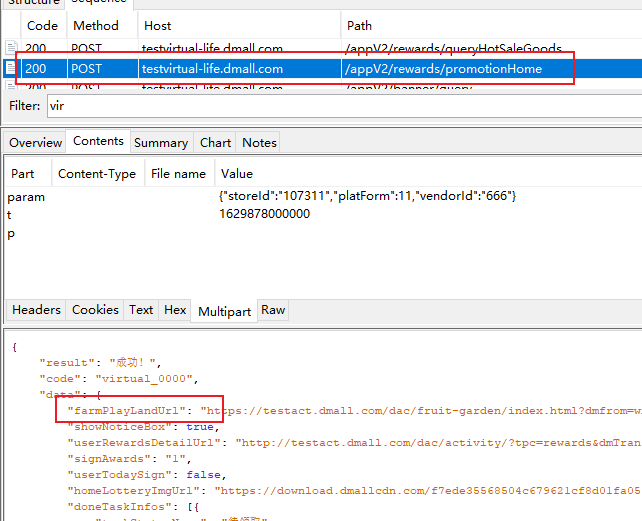 Structure Sequence
Code Method Host Path
200 POST testvirtual-life.dmall.com /appV2/rewards/queryHotSaleGoods
200 POST testvirtual-life.dmall.com /appV2/rewards/promotionHome
200 POST testvirtual-life.dmall.com /appV2/banner/query
Filter: vir
Overview Contents Summary Chart Notes
Part Content-Type File name Value
param {"storeId":"107311","platForm":11,"vendorId":"666"}
t 1629878000000
p
Headers Cookies Text Hex Multipart Raw
{
"result": "成功!",
"code": "virtual_0000",
"data": {
"farmPlayLandUrl": "https://testact.dmall.com/dac/fruit-garden/index.html?dmfrom=w
"showNoticeBox": true,
"userRewardsDetailUrl": "http://testact.dmall.com/dac/activity/?tpc=rewards&dmTran
"signAwards": "1",
"userTodaySign": false,
"homeLotteryImgUrl": "https://download.dmallcdn.com/f7ede35568504c679621cf8d01fa05
"doneTaskInfos": [{